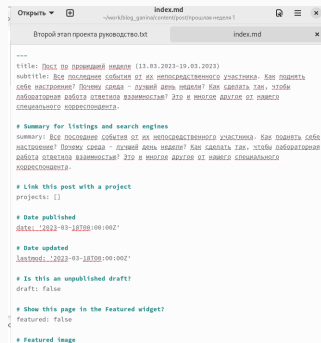 Открыть
index.md
~/work/blog_ganina/content/post/прошлая неделя 1
Второй этап проекта руководство.txt
index.md
---
title: Пост по прошедшей неделе (13.03.2023-19.03.2023)
subtitle: Все последние события от их непосредственного участника. Как поднять
себе настроение? Почему среда - лучший день недели? Как сделать так, чтобы
лабораторная работа ответила взаимностью? Это и многое другое от нашего
специального корреспондента.
# Summary for listings and search engines
summary: Все последние события от их непосредственного участника. Как поднять себе
настроение? Почему среда - лучший день недели? Как сделать так, чтобы лабораторная
работа ответила взаимностью? Это и многое другое от нашего специального
корреспондента.
# Link this post with a project
projects: []
# Date published
date: '2023-03-18T00:00:00Z'
# Date updated
lastmod: '2023-03-18T00:00:00Z'
# Is this an unpublished draft?
draft: false
# Show this page in the Featured widget?
featured: false
# Featured image